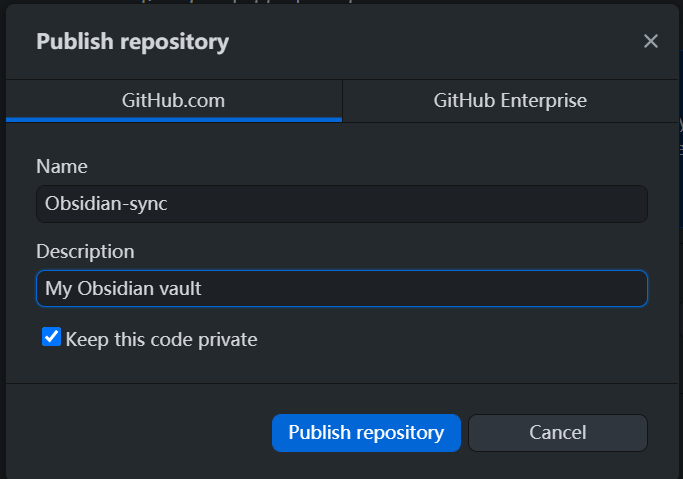 Publish repository
GitHub.com
GitHub Enterprise
Name
Obsidian-sync
Description
My Obsidian vault
Keep this code private
Publish repository
Cancel